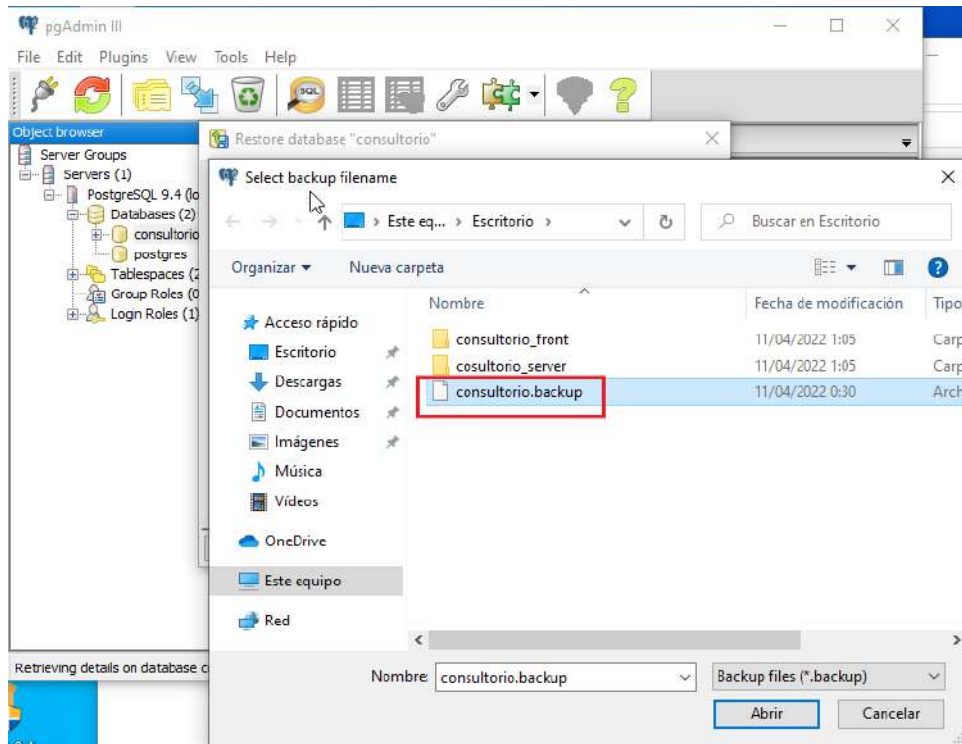 pgAdmin III
File Edit Plugins View Tools Help
SQL
Object browser
Server Groups
Servers (1)
PostgreSQL 9.4 (lo
Databases (2)
consultorio
postgres
Tablespaces (2
Group Roles (0
Login Roles (1)
Retrieving details on database c
Restore database "consultorio"
Select backup filename
Este eq... > Escritorio >
Buscar en Escritorio
Organizar Nueva carpeta
Acceso rápido
Escritorio
Descargas
Documentos
Imágenes
Música
Vídeos
OneDrive
Este equipo
Red
Nombre Fecha de modificación Tipo
consultorio_front 11/04/2022 1:05 Carp
cosultorio_server 11/04/2022 1:05 Carp
consultorio.backup 11/04/2022 0:30 Arch
Nombre: consultorio.backup Backup files (*.backup)
Abrir Cancelar